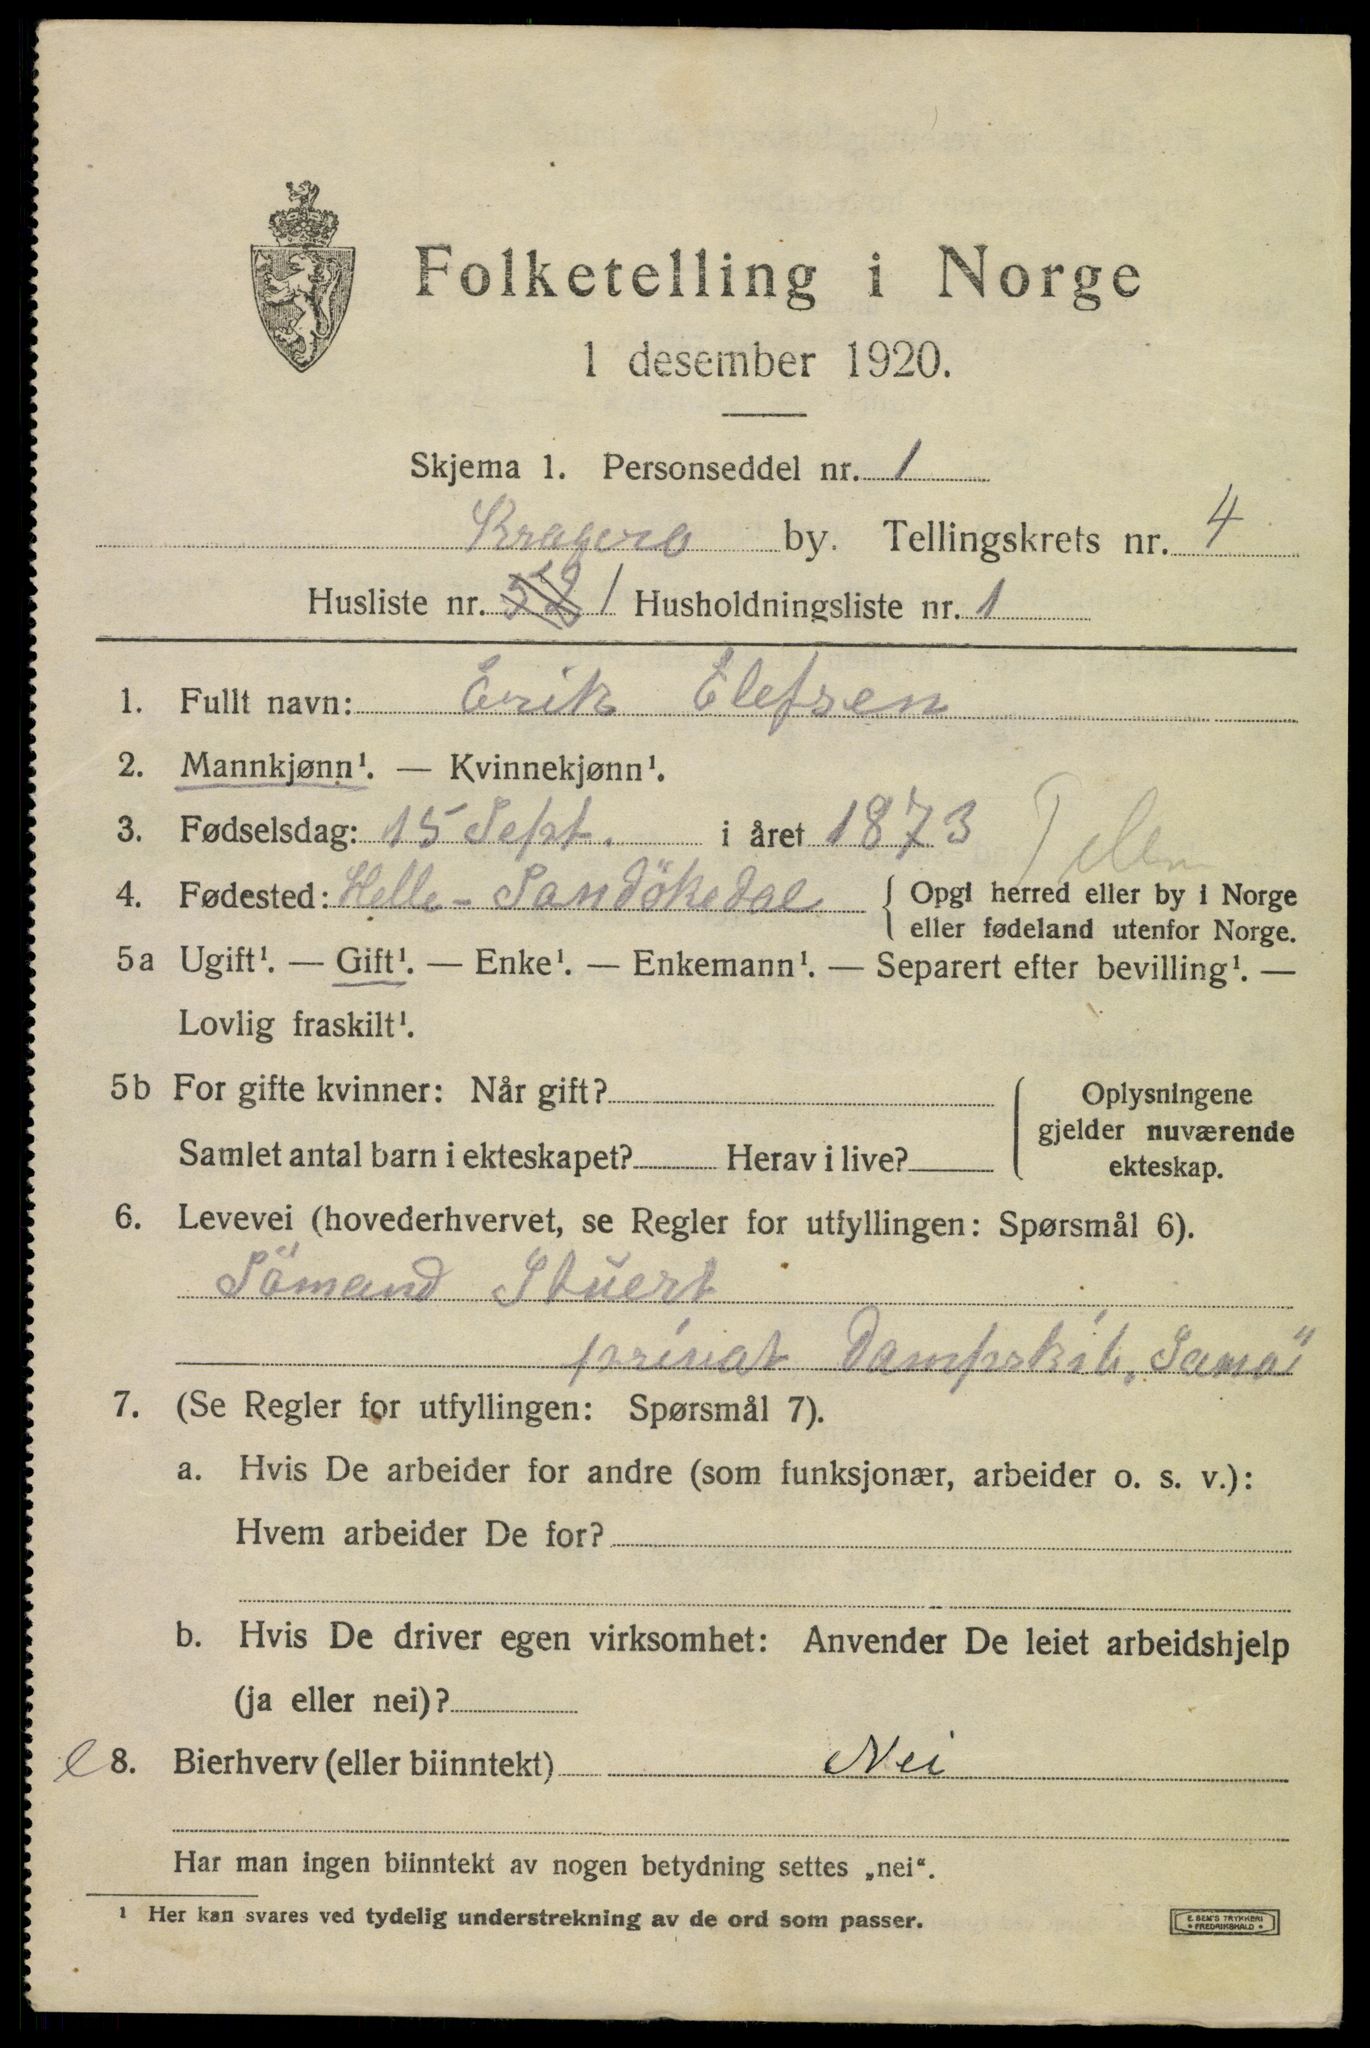 Folketelling i Norge
1 desember 1920.
Skjema 1. Personseddel nr. 1
Kragerø by. Tellingskrets nr. 4
Husliste nr. 52 1 Husholdningsliste nr. 1
1. Fullt navn: Erik Elefsen
2. Mannkjønn¹. — Kvinnekjønn¹.
3. Fødselsdag: 15 Sept. i året 1873
4. Fødested: Helle - Sandökedal { Opgi herred eller by i Norge
eller fødeland utenfor Norge.
5a Ugift¹. — Gift¹. — Enke¹. — Enkemann¹. — Separert efter bevilling¹. —
Lovlig fraskilt¹.
5b For gifte kvinner: Når gift?
Samlet antal barn i ekteskapet? Herav i live?
Oplysningene
gjelder nuværende
ekteskap.
6. Levevei (hovederhvervet, se Regler for utfyllingen: Spørsmål 6).
Sömand Stuert
privat Dampskib,
7. (Se Regler for utfyllingen: Spørsmål 7).
a. Hvis De arbeider for andre (som funksjonær, arbeider o. s. v.):
Hvem arbeider De for?
b. Hvis De driver egen virksomhet: Anvender De leiet arbeidshjelp
(ja eller nei)?
8. Bierhverv (eller biinntekt) Nei
Har man ingen biinntekt av nogen betydning settes „nei“.
¹ Her kan svares ved tydelig understrekning av de ord som passer.
E. SEM'S TRYKKERI
* FREDRIKSHALD *